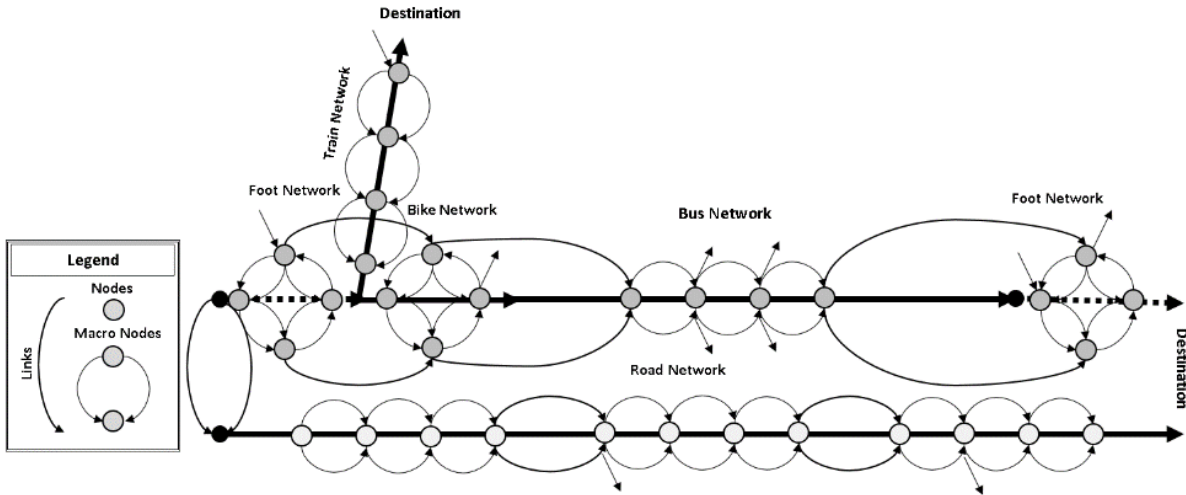 Destination
Train Network
Foot Network
Bike Network
Bus Network
Foot Network
Legend
Nodes
Macro Nodes
Links
Road Network
Destination